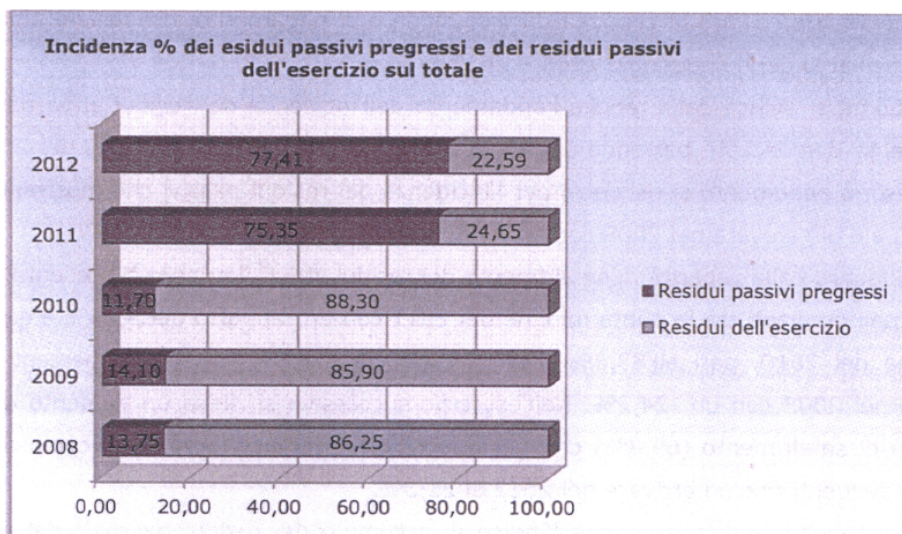 Incidenza % dei esidui passivi pregressi e dei residui passivi
dell'esercizio sul totale
2012 77,41 22,59
2011 75,35 24,65
2010 11,70 88,30
2009 14,10 85,90
2008 13,75 86,25
0,00 20,00 40,00 60,00 80,00 100,00
Residui passivi pregressi
Residui dell'esercizio